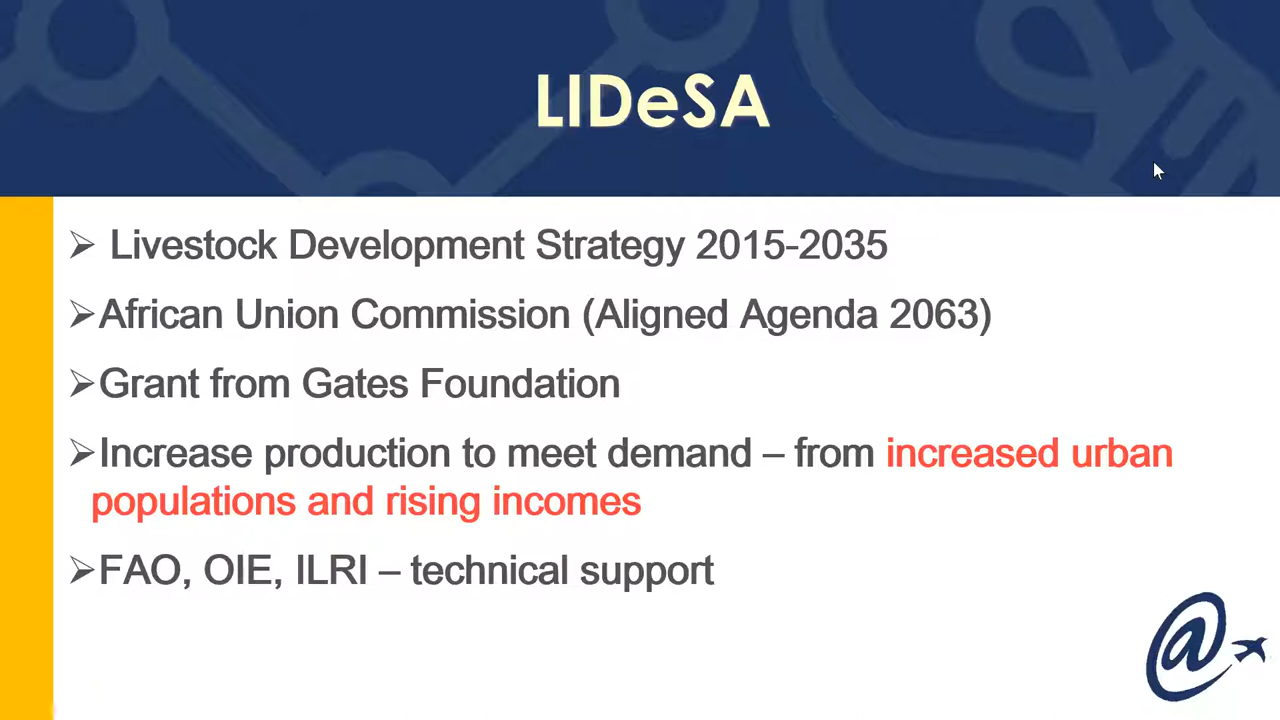 LIDeSA
➢ Livestock Development Strategy 2015-2035
➢African Union Commission (Aligned Agenda 2063)
➢Grant from Gates Foundation
➢Increase production to meet demand – from increased urban
populations and rising incomes
➢FAO, OIE, ILRI – technical support
@